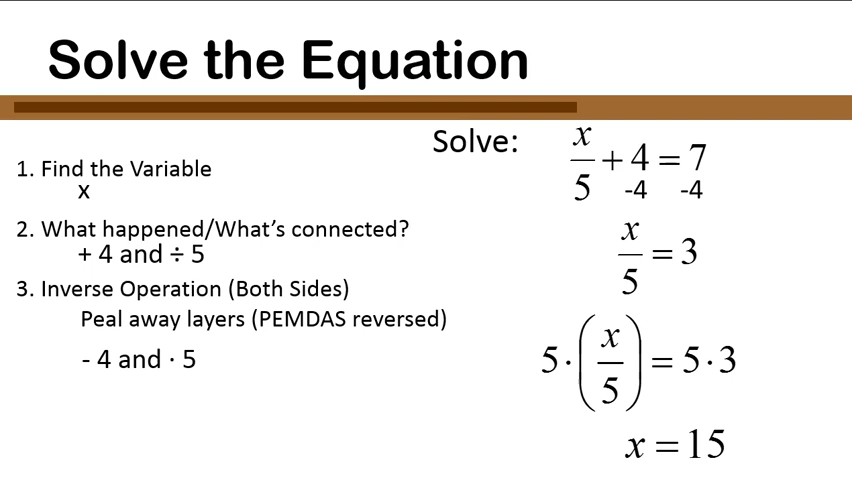 Solve the Equation
1. Find the Variable
x
2. What happened/What's connected?
+ 4 and ÷ 5
3. Inverse Operation (Both Sides)
Peal away layers (PEMDAS reversed)
- 4 and · 5
Solve:
x/5 + 4 = 7
-4 -4
x/5 = 3
5 · (x/5) = 5 · 3
x = 15